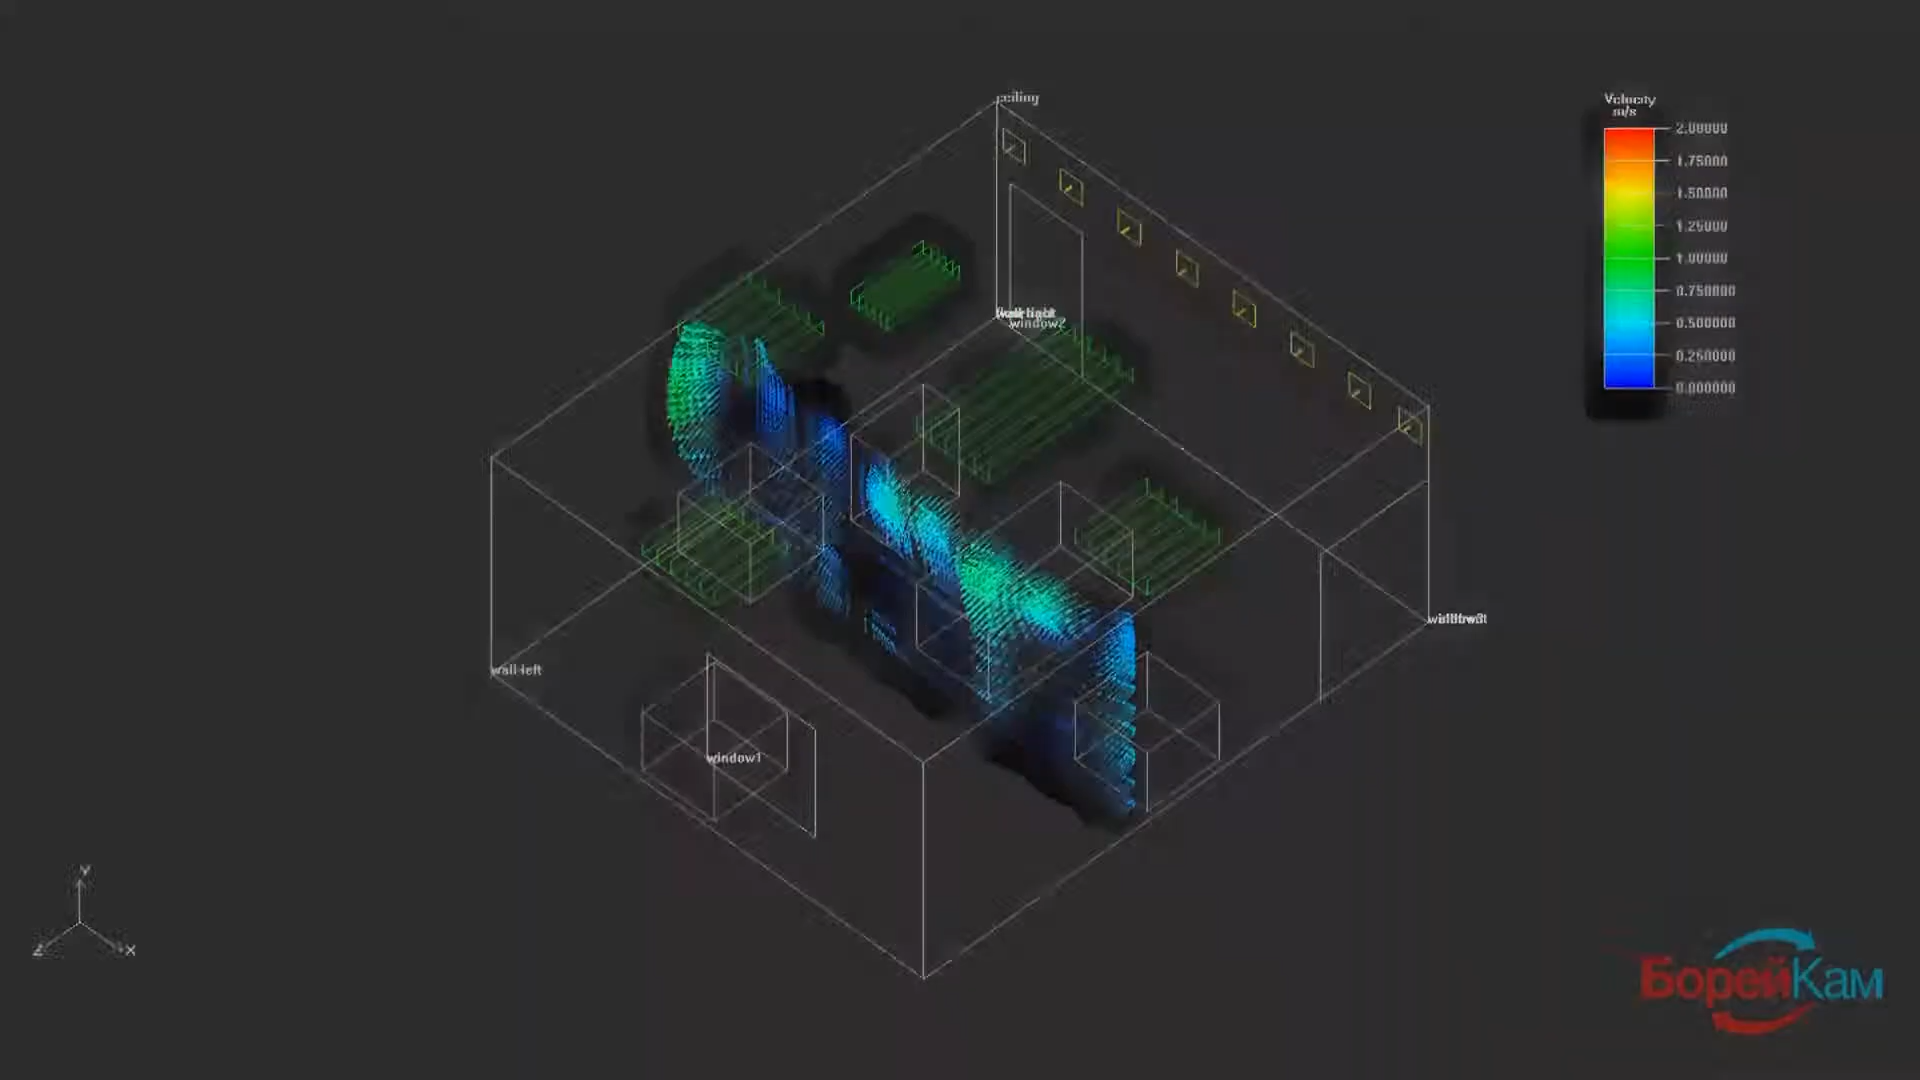 ceiling
Velocity
m/s
2.00000
1.75000
1.50000
1.25000
1.00000
0.750000
0.500000
0.250000
0.000000
window2
wall-left
window1
Y
Z
X
БорейКам